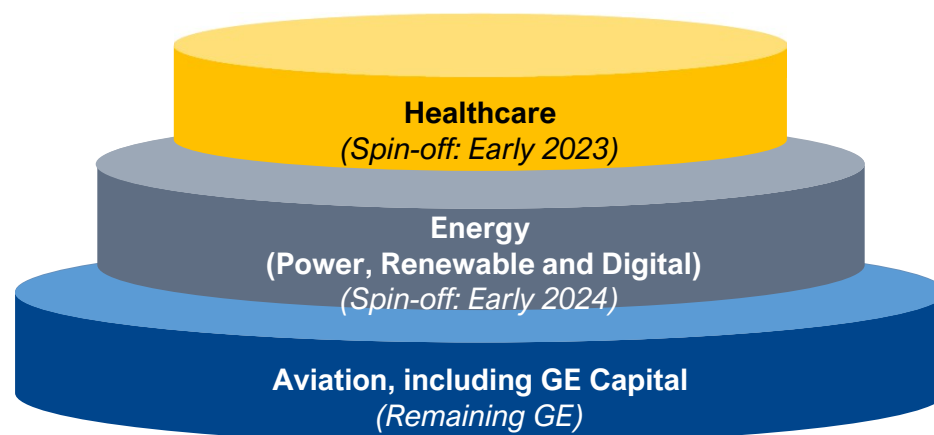 Healthcare
(Spin-off: Early 2023)
Energy
(Power, Renewable and Digital)
(Spin-off: Early 2024)
Aviation, including GE Capital
(Remaining GE)